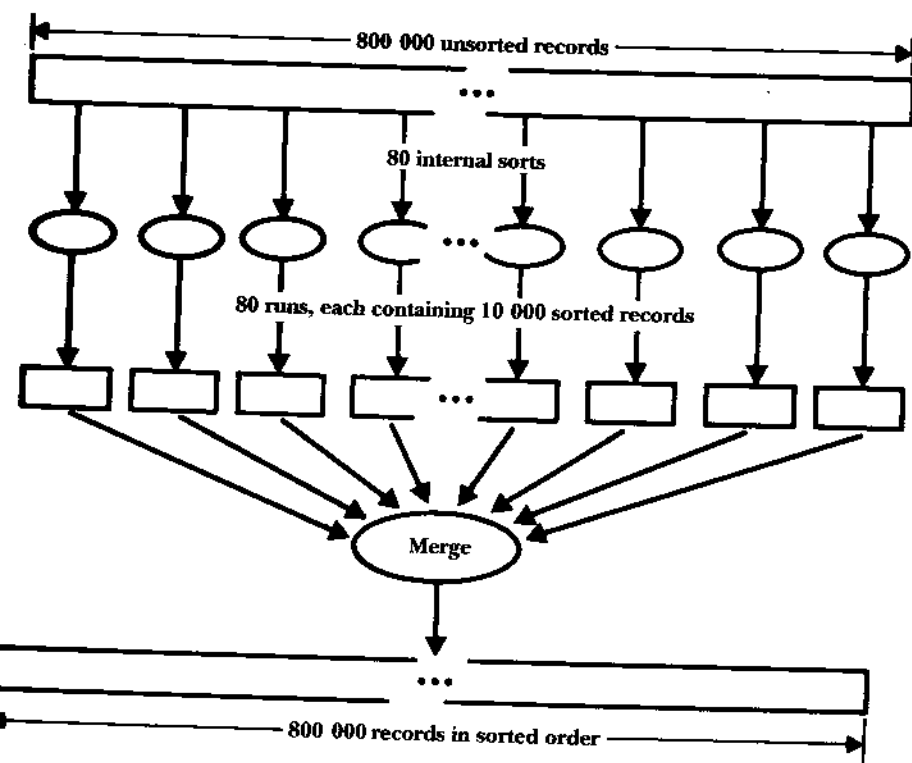 800 000 unsorted records
80 internal sorts
80 runs, each containing 10 000 sorted records
Merge
800 000 records in sorted order